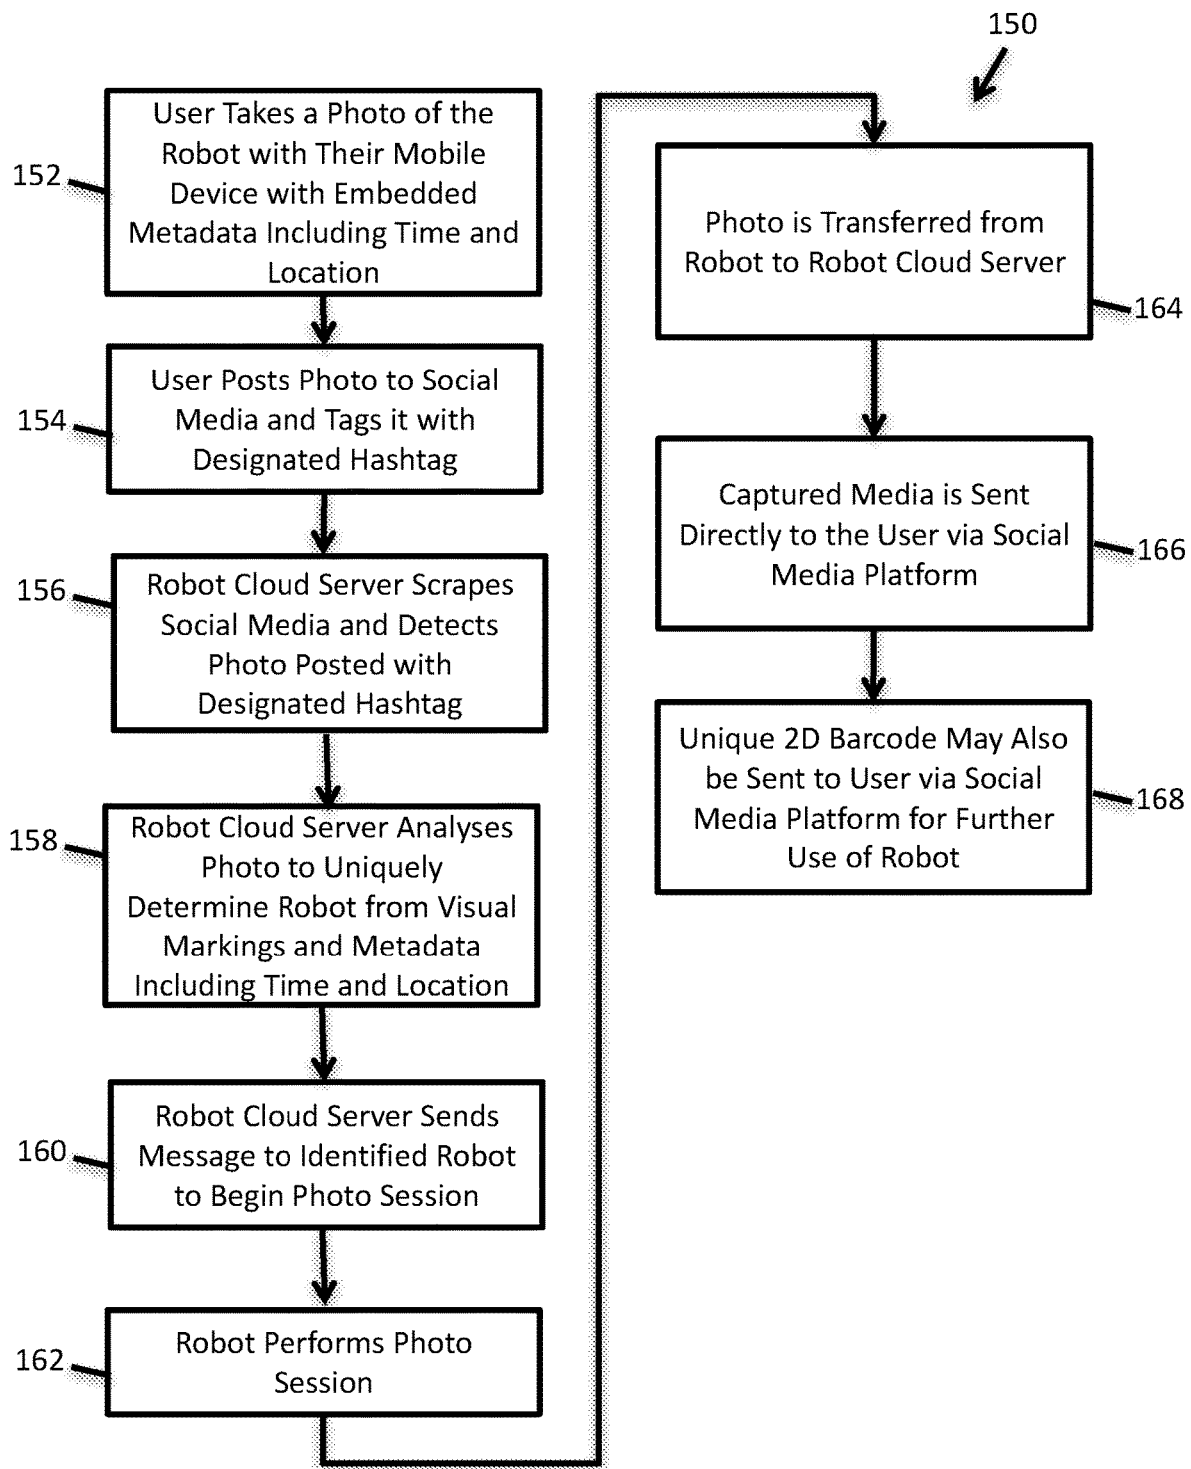 150
152
User Takes a Photo of the
Robot with Their Mobile
Device with Embedded
Metadata Including Time and
Location
154
User Posts Photo to Social
Media and Tags it with
Designated Hashtag
156
Robot Cloud Server Scrapes
Social Media and Detects
Photo Posted with
Designated Hashtag
158
Robot Cloud Server Analyses
Photo to Uniquely
Determine Robot from Visual
Markings and Metadata
Including Time and Location
160
Robot Cloud Server Sends
Message to Identified Robot
to Begin Photo Session
162
Robot Performs Photo
Session
Photo is Transferred from
Robot to Robot Cloud Server
164
Captured Media is Sent
Directly to the User via Social
Media Platform
166
Unique 2D Barcode May Also
be Sent to User via Social
Media Platform for Further
Use of Robot
168